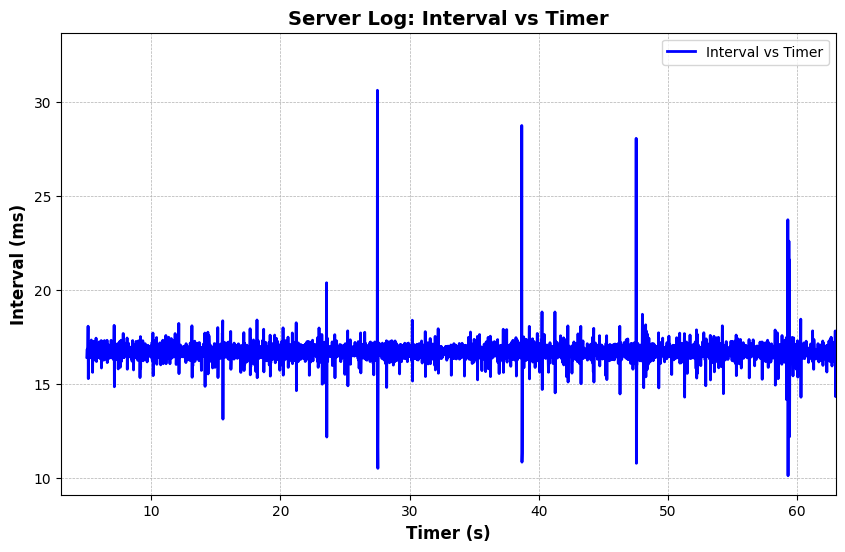 Server Log: Interval vs Timer
Interval vs Timer
30
25
20
15
10
Interval (ms)
10 20 30 40 50 60
Timer (s)